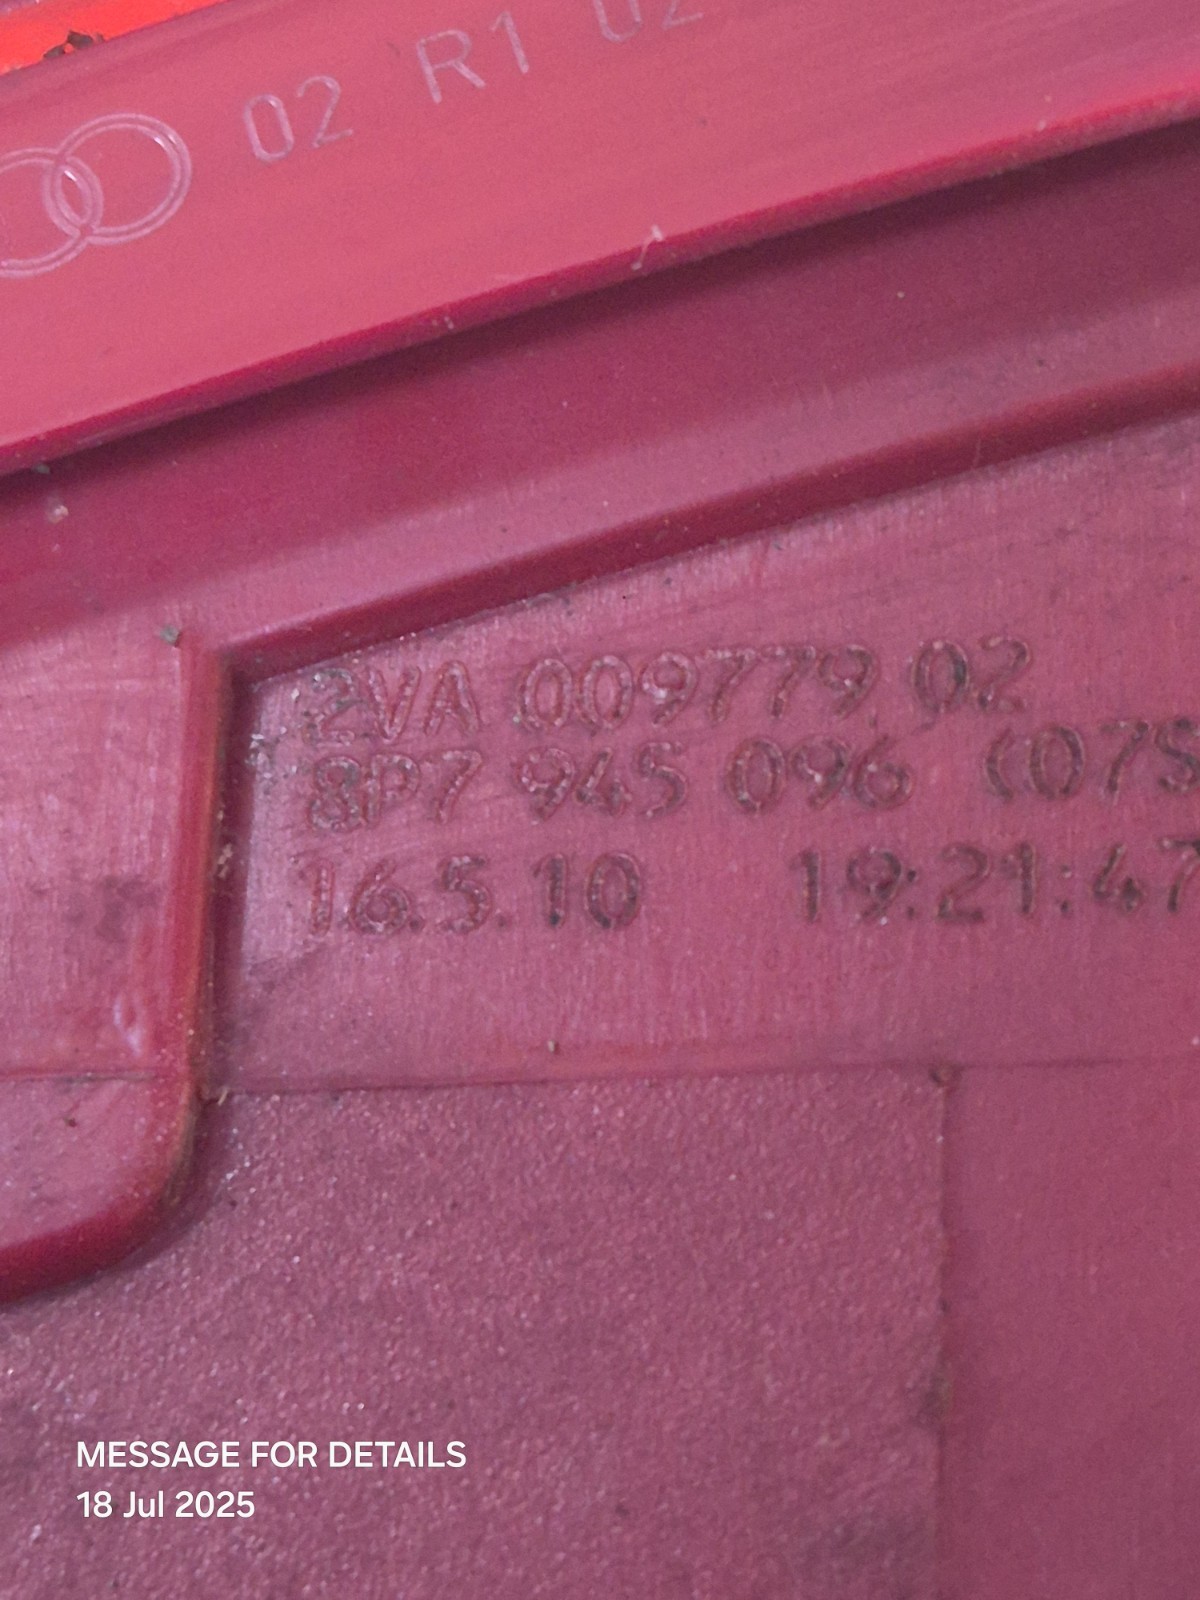 02 R1 02
2VA 009779 02
8P7 945 096 (07S
16.5.10 19:21:47
MESSAGE FOR DETAILS
18 Jul 2025